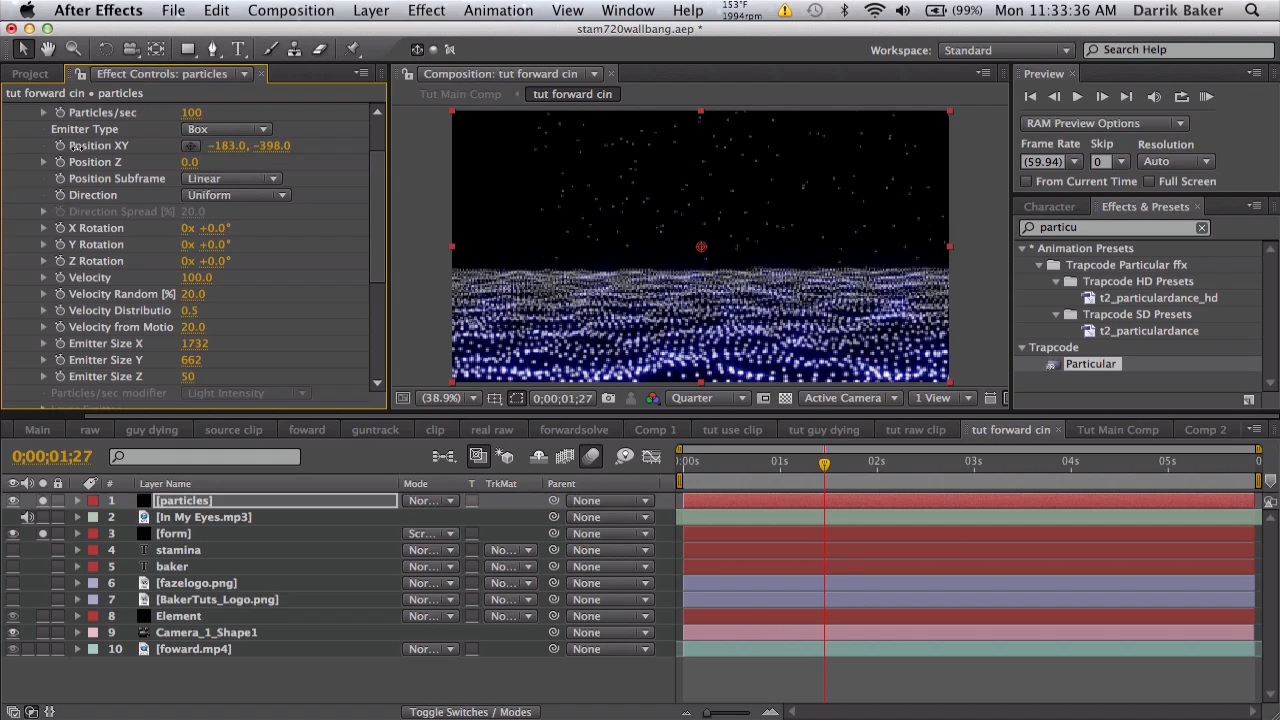 After Effects File Edit Composition Layer Effect Animation View Window Help 153°F 1994rpm (99%) Mon 11:33:36 AM Darrik Baker
stam720wallbang.aep *
Workspace: Standard Search Help
Project Effect Controls: particles Composition: tut forward cin Preview
tut forward cin • particles Tut Main Comp tut forward cin
Particles/sec 100
RAM Preview Options
Emitter Type Box
Frame Rate Skip Resolution
Position XY -183.0, -398.0
Position Z 0.0 (59.94) 0 Auto
Position Subframe Linear From Current Time Full Screen
Direction Uniform
Direction Spread [%] 20.0 Character Effects & Presets
X Rotation 0x +0.0° particu
Y Rotation 0x +0.0° * Animation Presets
Z Rotation 0x +0.0° Trapcode Particular ffx
Velocity 100.0 Trapcode HD Presets
Velocity Random [%] 20.0 t2_particulardance_hd
Velocity Distributio 0.5 Trapcode SD Presets
Velocity from Motio 20.0 t2_particulardance
Emitter Size X 1732 Trapcode
Emitter Size Y 662 Particular
Emitter Size Z 50
Particles/sec modifier Light Intensity (38.9%) 0;00;01;27 Quarter Active Camera 1 View
Main raw guy dying source clip foward guntrack clip real raw forwardsolve Comp 1 tut use clip tut guy dying tut raw clip tut forward cin Tut Main Comp Comp 2
0;00;01;27 0:00s 01s 02s 03s 04s 05s 0
# Layer Name Mode T TrkMat Parent
1 [particles] Nor... None
2 [In My Eyes.mp3] None
3 [form] Scr... None
4 stamina Nor... No... None
5 baker Nor... No... None
6 [fazelogo.png] Nor... No... None
7 [BakerTuts_Logo.png] Nor... No... None
8 Element Nor... No... None
9 Camera_1_Shape1 None
10 [foward.mp4] Nor... None
Toggle Switches / Modes